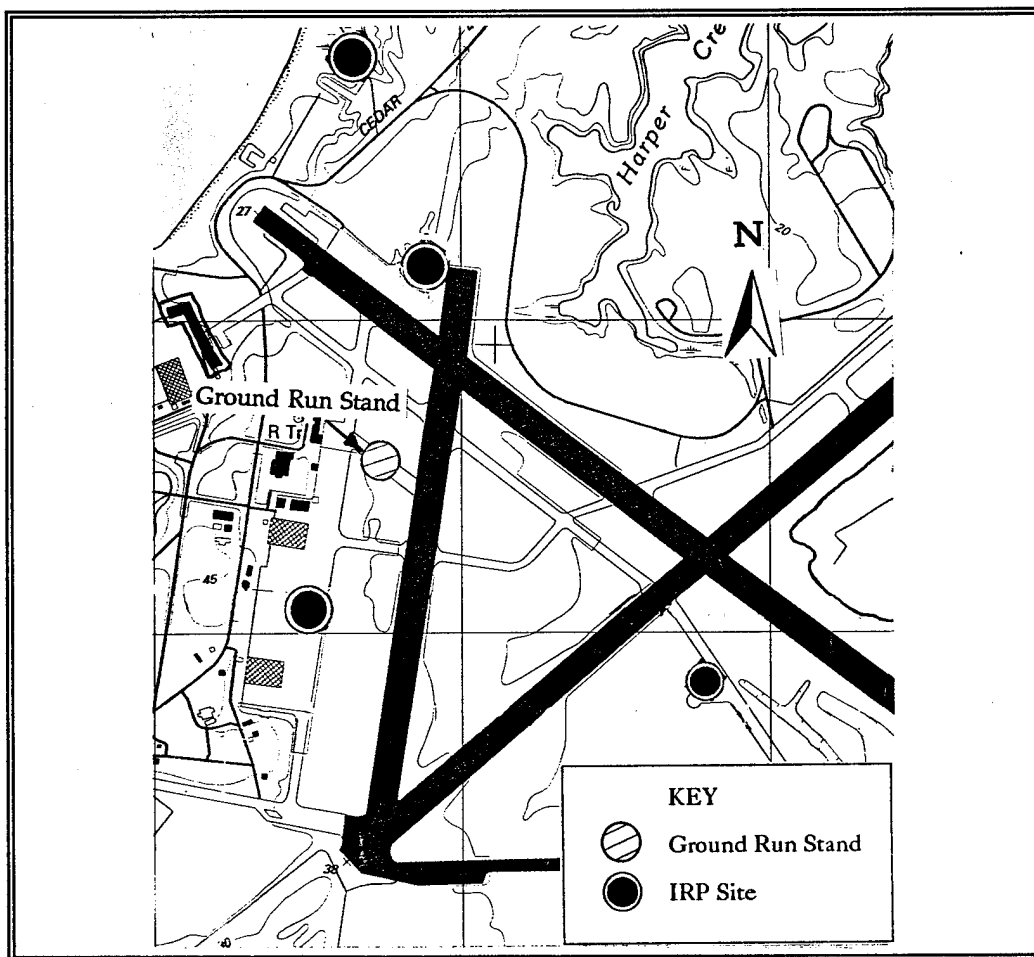 Cre
Harper
CEDAR
27
20
N
Ground Run Stand
R Tr
45
38
KEY
Ground Run Stand
IRP Site